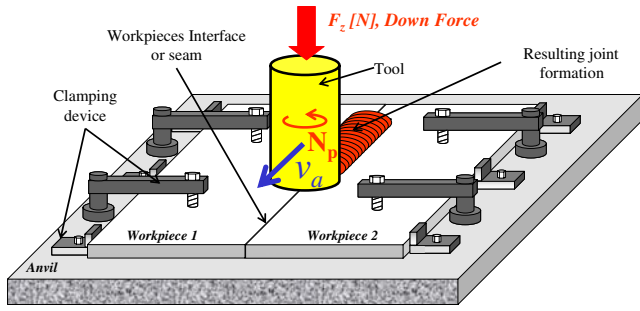 F_z [N], Down Force
Workpieces Interface
or seam
Tool
Resulting joint
formation
Clamping
device
N_p
v_a
Workpiece 1
Workpiece 2
Anvil